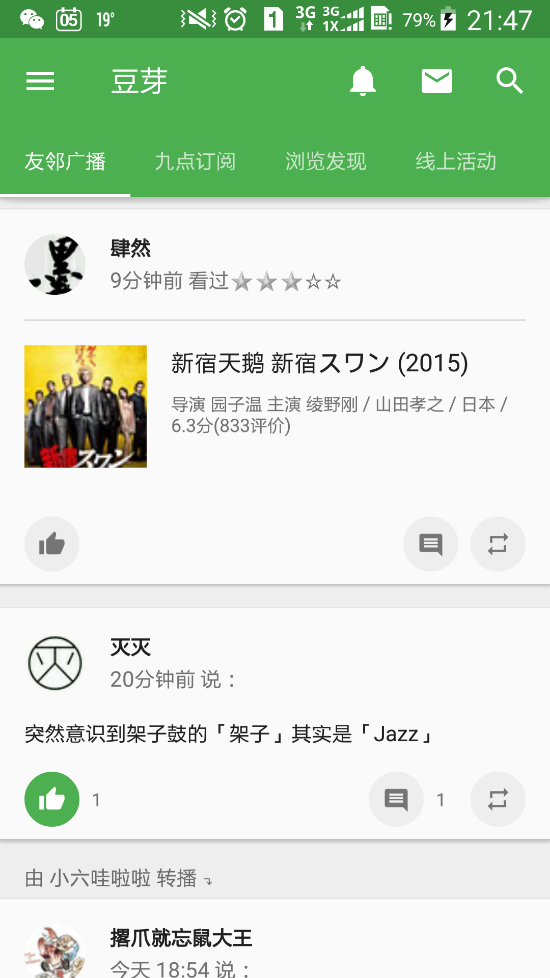 05 19° 1 3G 3G 1X 79% 21:47
豆芽
友邻广播 九点订阅 浏览发现 线上活动
肆然
9分钟前 看过★★★☆☆
新宿天鹅 新宿スワン (2015)
导演 园子温 主演 绫野刚 / 山田孝之 / 日本 /
6.3分(833评价)
新宿スワン
灭灭
20分钟前 说：
突然意识到架子鼓的「架子」其实是「Jazz」
1 1
由 小六哇啦啦 转播
撂爪就忘鼠大王
今天 18:54 说：